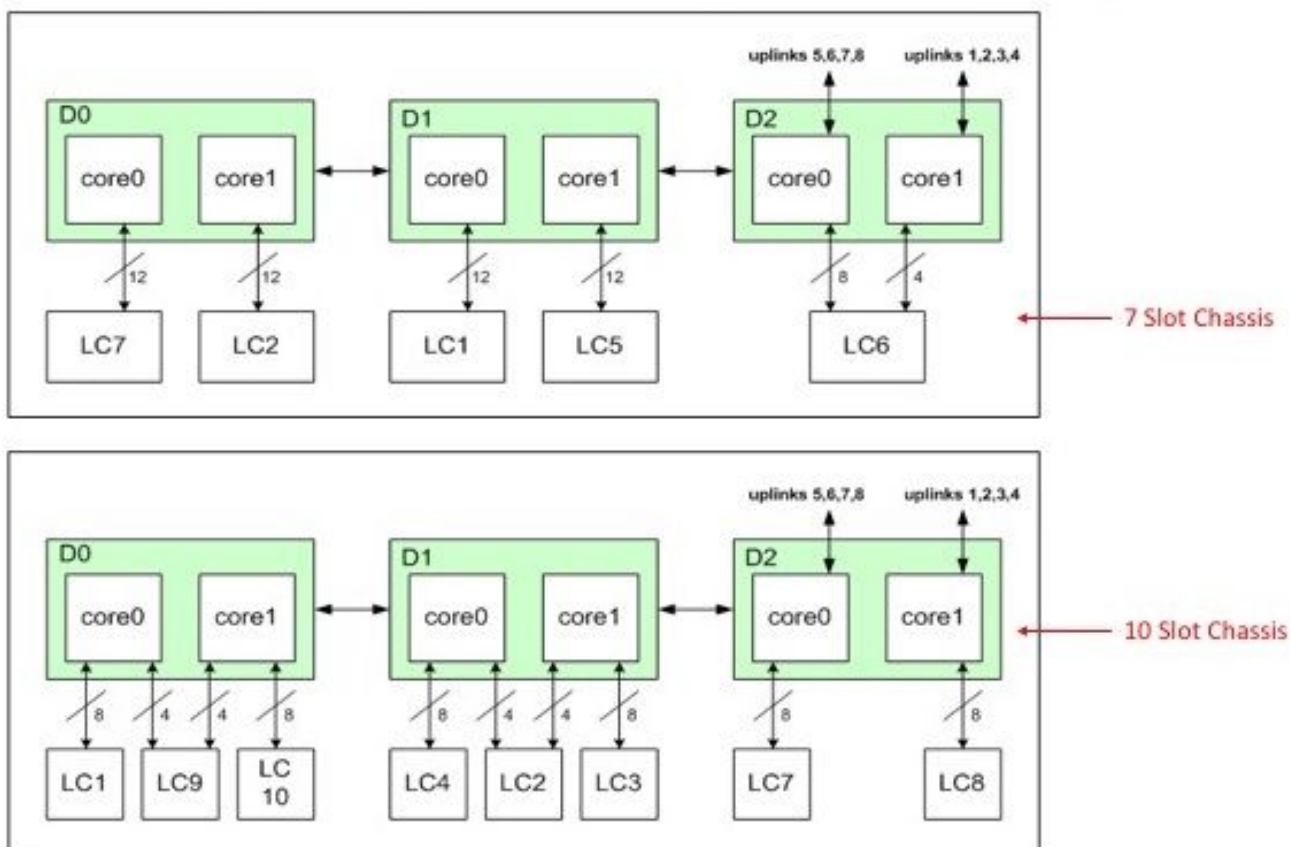 uplinks 5,6,7,8 uplinks 1,2,3,4
D0 D1 D2
core0 core1 core0 core1 core0 core1
12 12 12 12 8 4
LC7 LC2 LC1 LC5 LC6
7 Slot Chassis
uplinks 5,6,7,8 uplinks 1,2,3,4
D0 D1 D2
core0 core1 core0 core1 core0 core1
10 Slot Chassis
8 4 4 8 8 4 4 8 8 8
LC1 LC9 LC
10 LC4 LC2 LC3 LC7 LC8